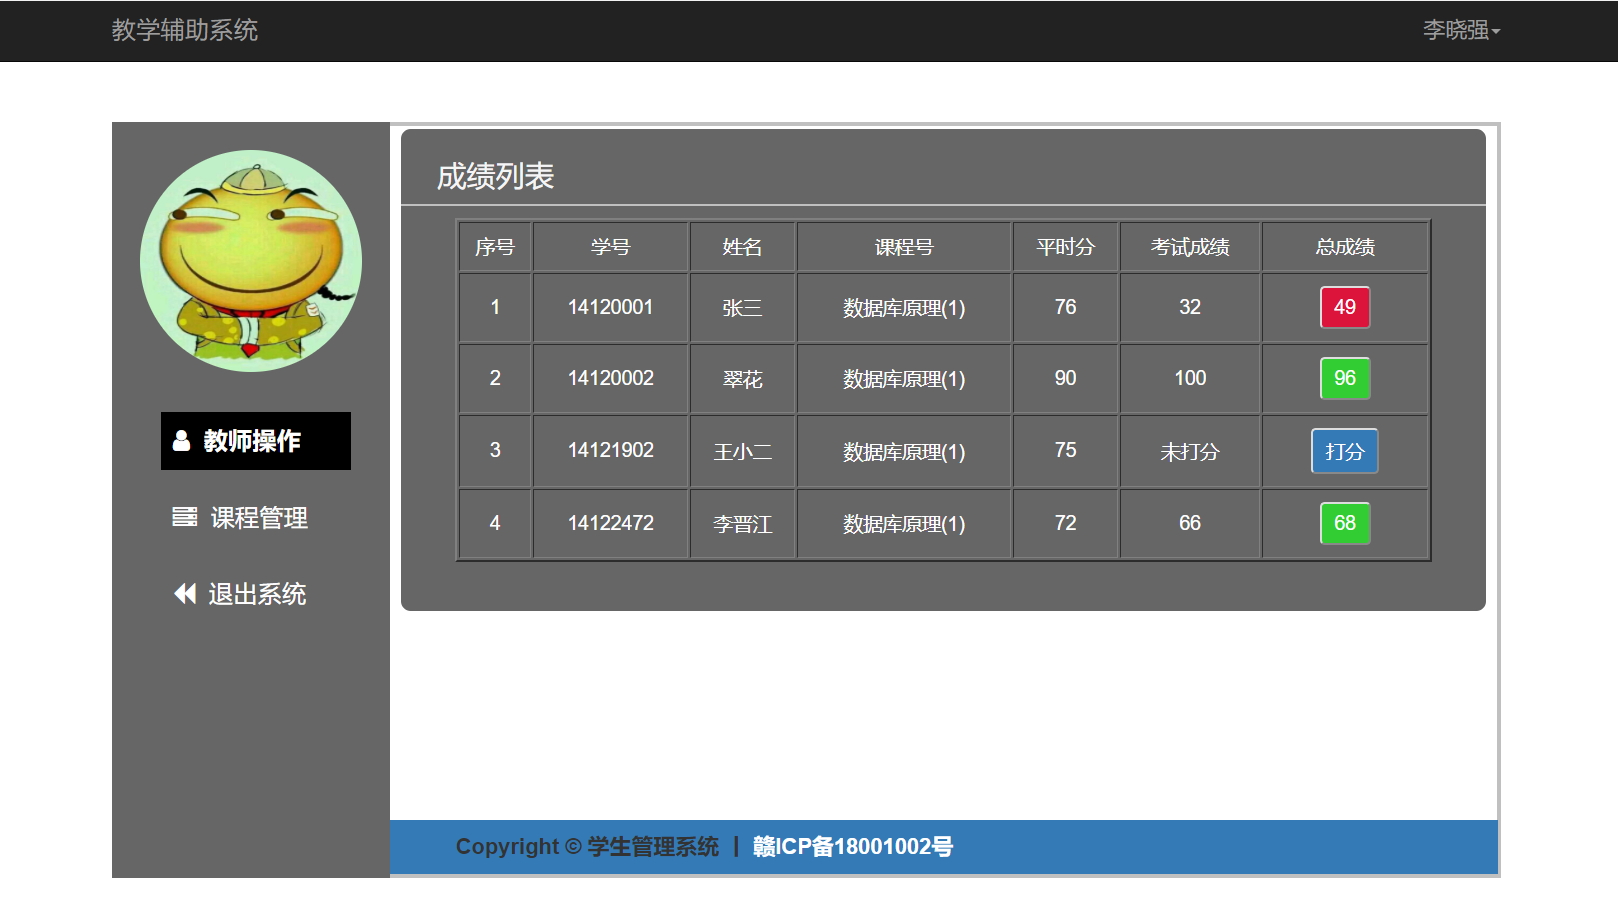 教学辅助系统 李晓强
成绩列表
序号 学号 姓名 课程号 平时分 考试成绩 总成绩
1 14120001 张三 数据库原理(1) 76 32 49
2 14120002 翠花 数据库原理(1) 90 100 96
3 14121902 王小二 数据库原理(1) 75 未打分 打分
4 14122472 李晋江 数据库原理(1) 72 66 68
教师操作
课程管理
退出系统
Copyright © 学生管理系统 | 赣ICP备18001002号